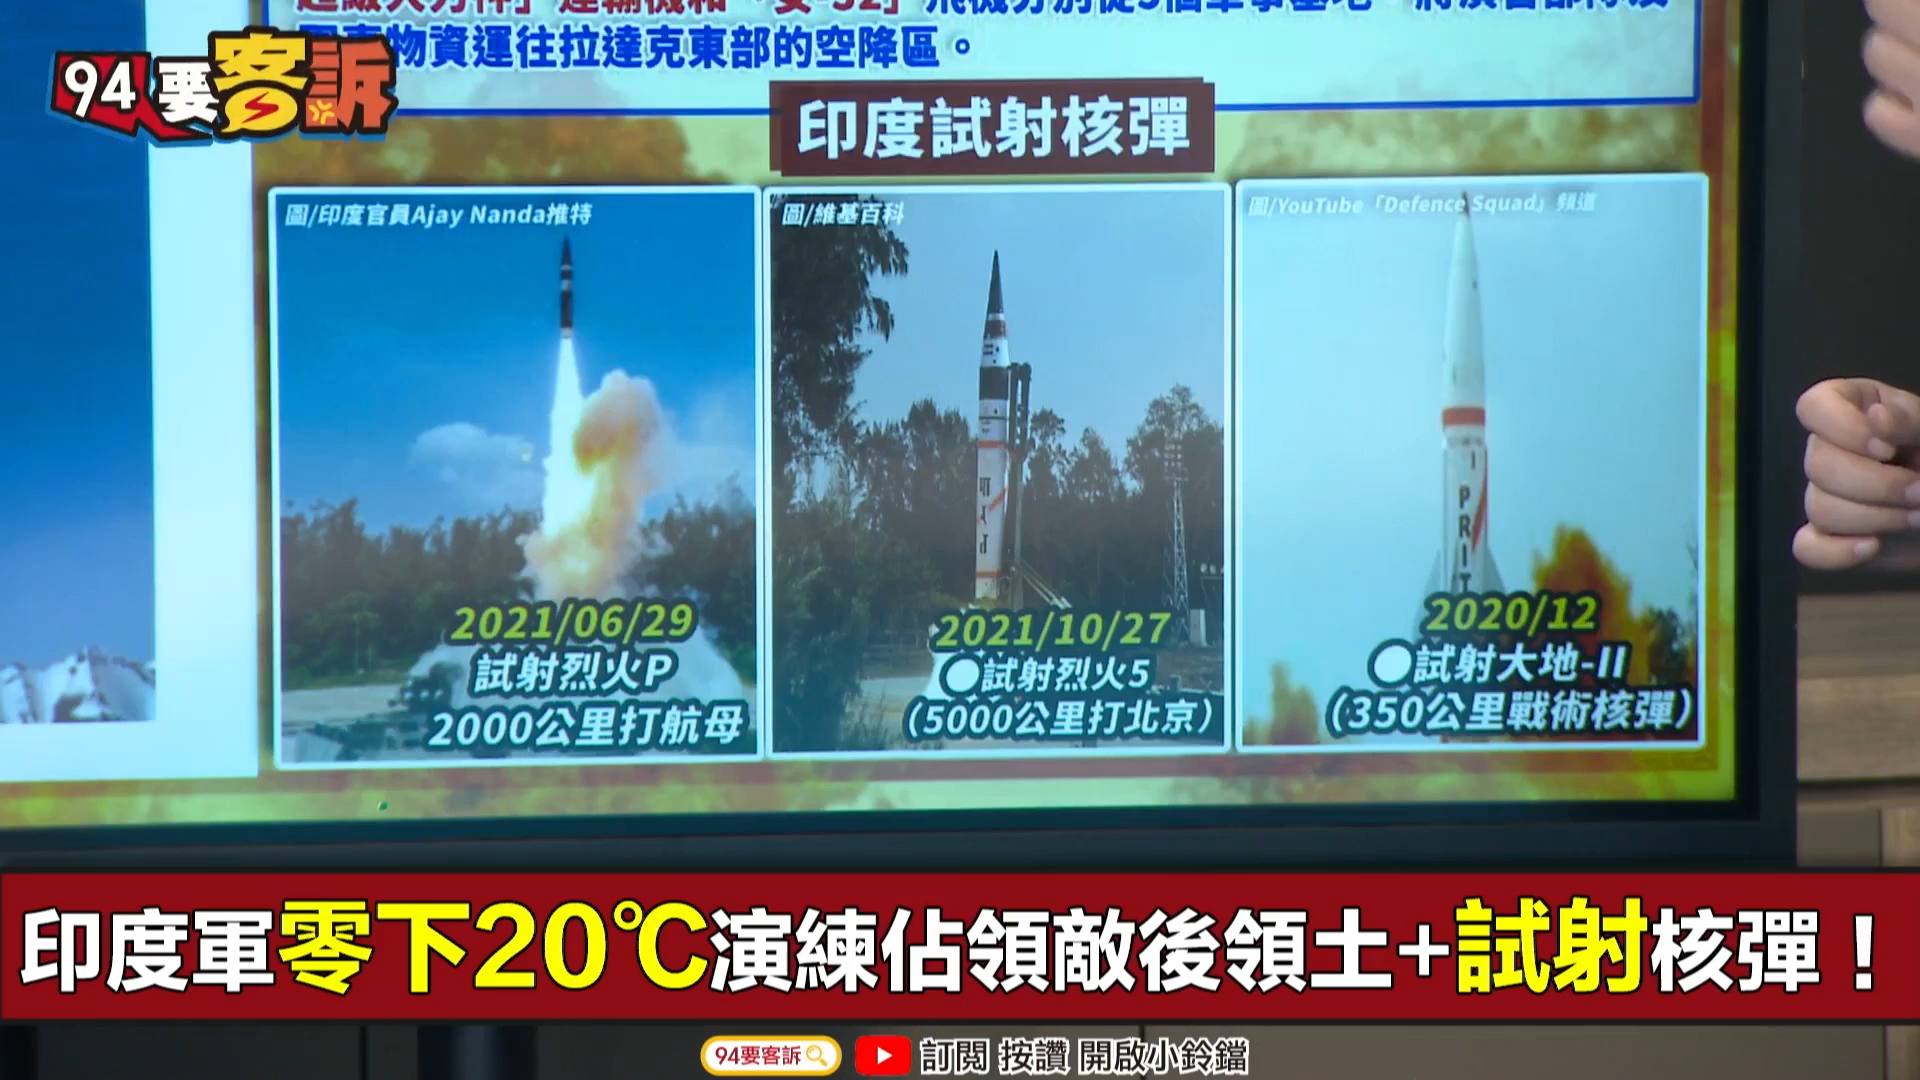 94要客訴
物資運往拉達克東部的空降區。
印度試射核彈
圖/印度官員Ajay Nanda推特
圖/維基百科
圖/YouTube「Defence Squad」頻道
I PRIT
2021/06/29
試射烈火P
2000公里打航母
2021/10/27
●試射烈火5
（5000公里打北京）
2020/12
●試射大地-II
（350公里戰術核彈）
印度軍零下20℃演練佔領敵後領土+試射核彈！
94要客訴
訂閱 按讚 開啟小鈴鐺